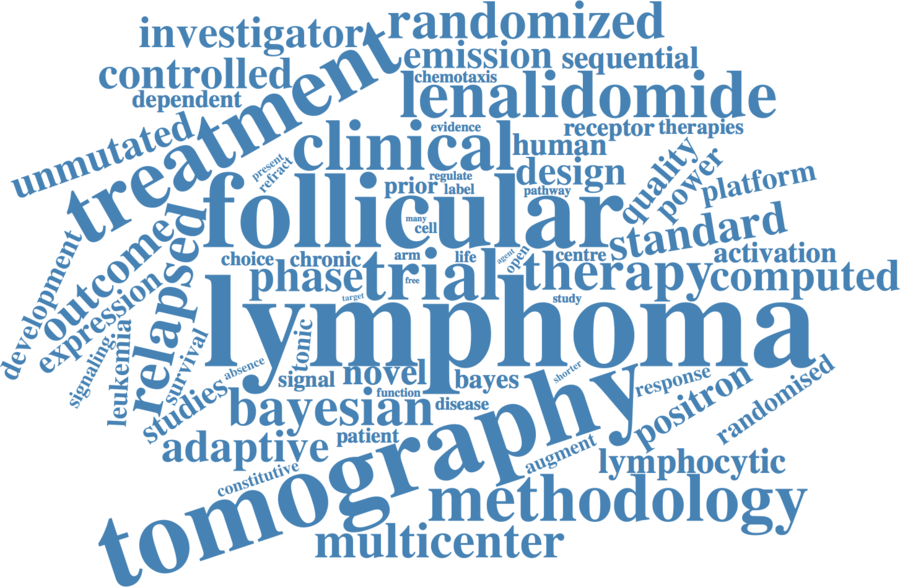 investigator
randomized
emission
sequential
controlled
chemotaxis
dependent
treatment
lenalidomide
evidence
receptor
therapies
unmutated
clinical
human
present
refract
regulate
design
quality
power
prior
label
pathway
platform
follicular
many
cell
standard
outcome
relapsed
development
expression
choice
chronic
arm
life
agent
open
centre
activation
phase
trial
free
therapy
computed
target
study
lymphoma
signaling
leukemia
survival
tonic
absence
signal
novel
bayes
shorter
response
positron
randomised
studies
function
bayesian
disease
tomography
adaptive
patient
augment
lymphocytic
constitutive
methodology
multicenter